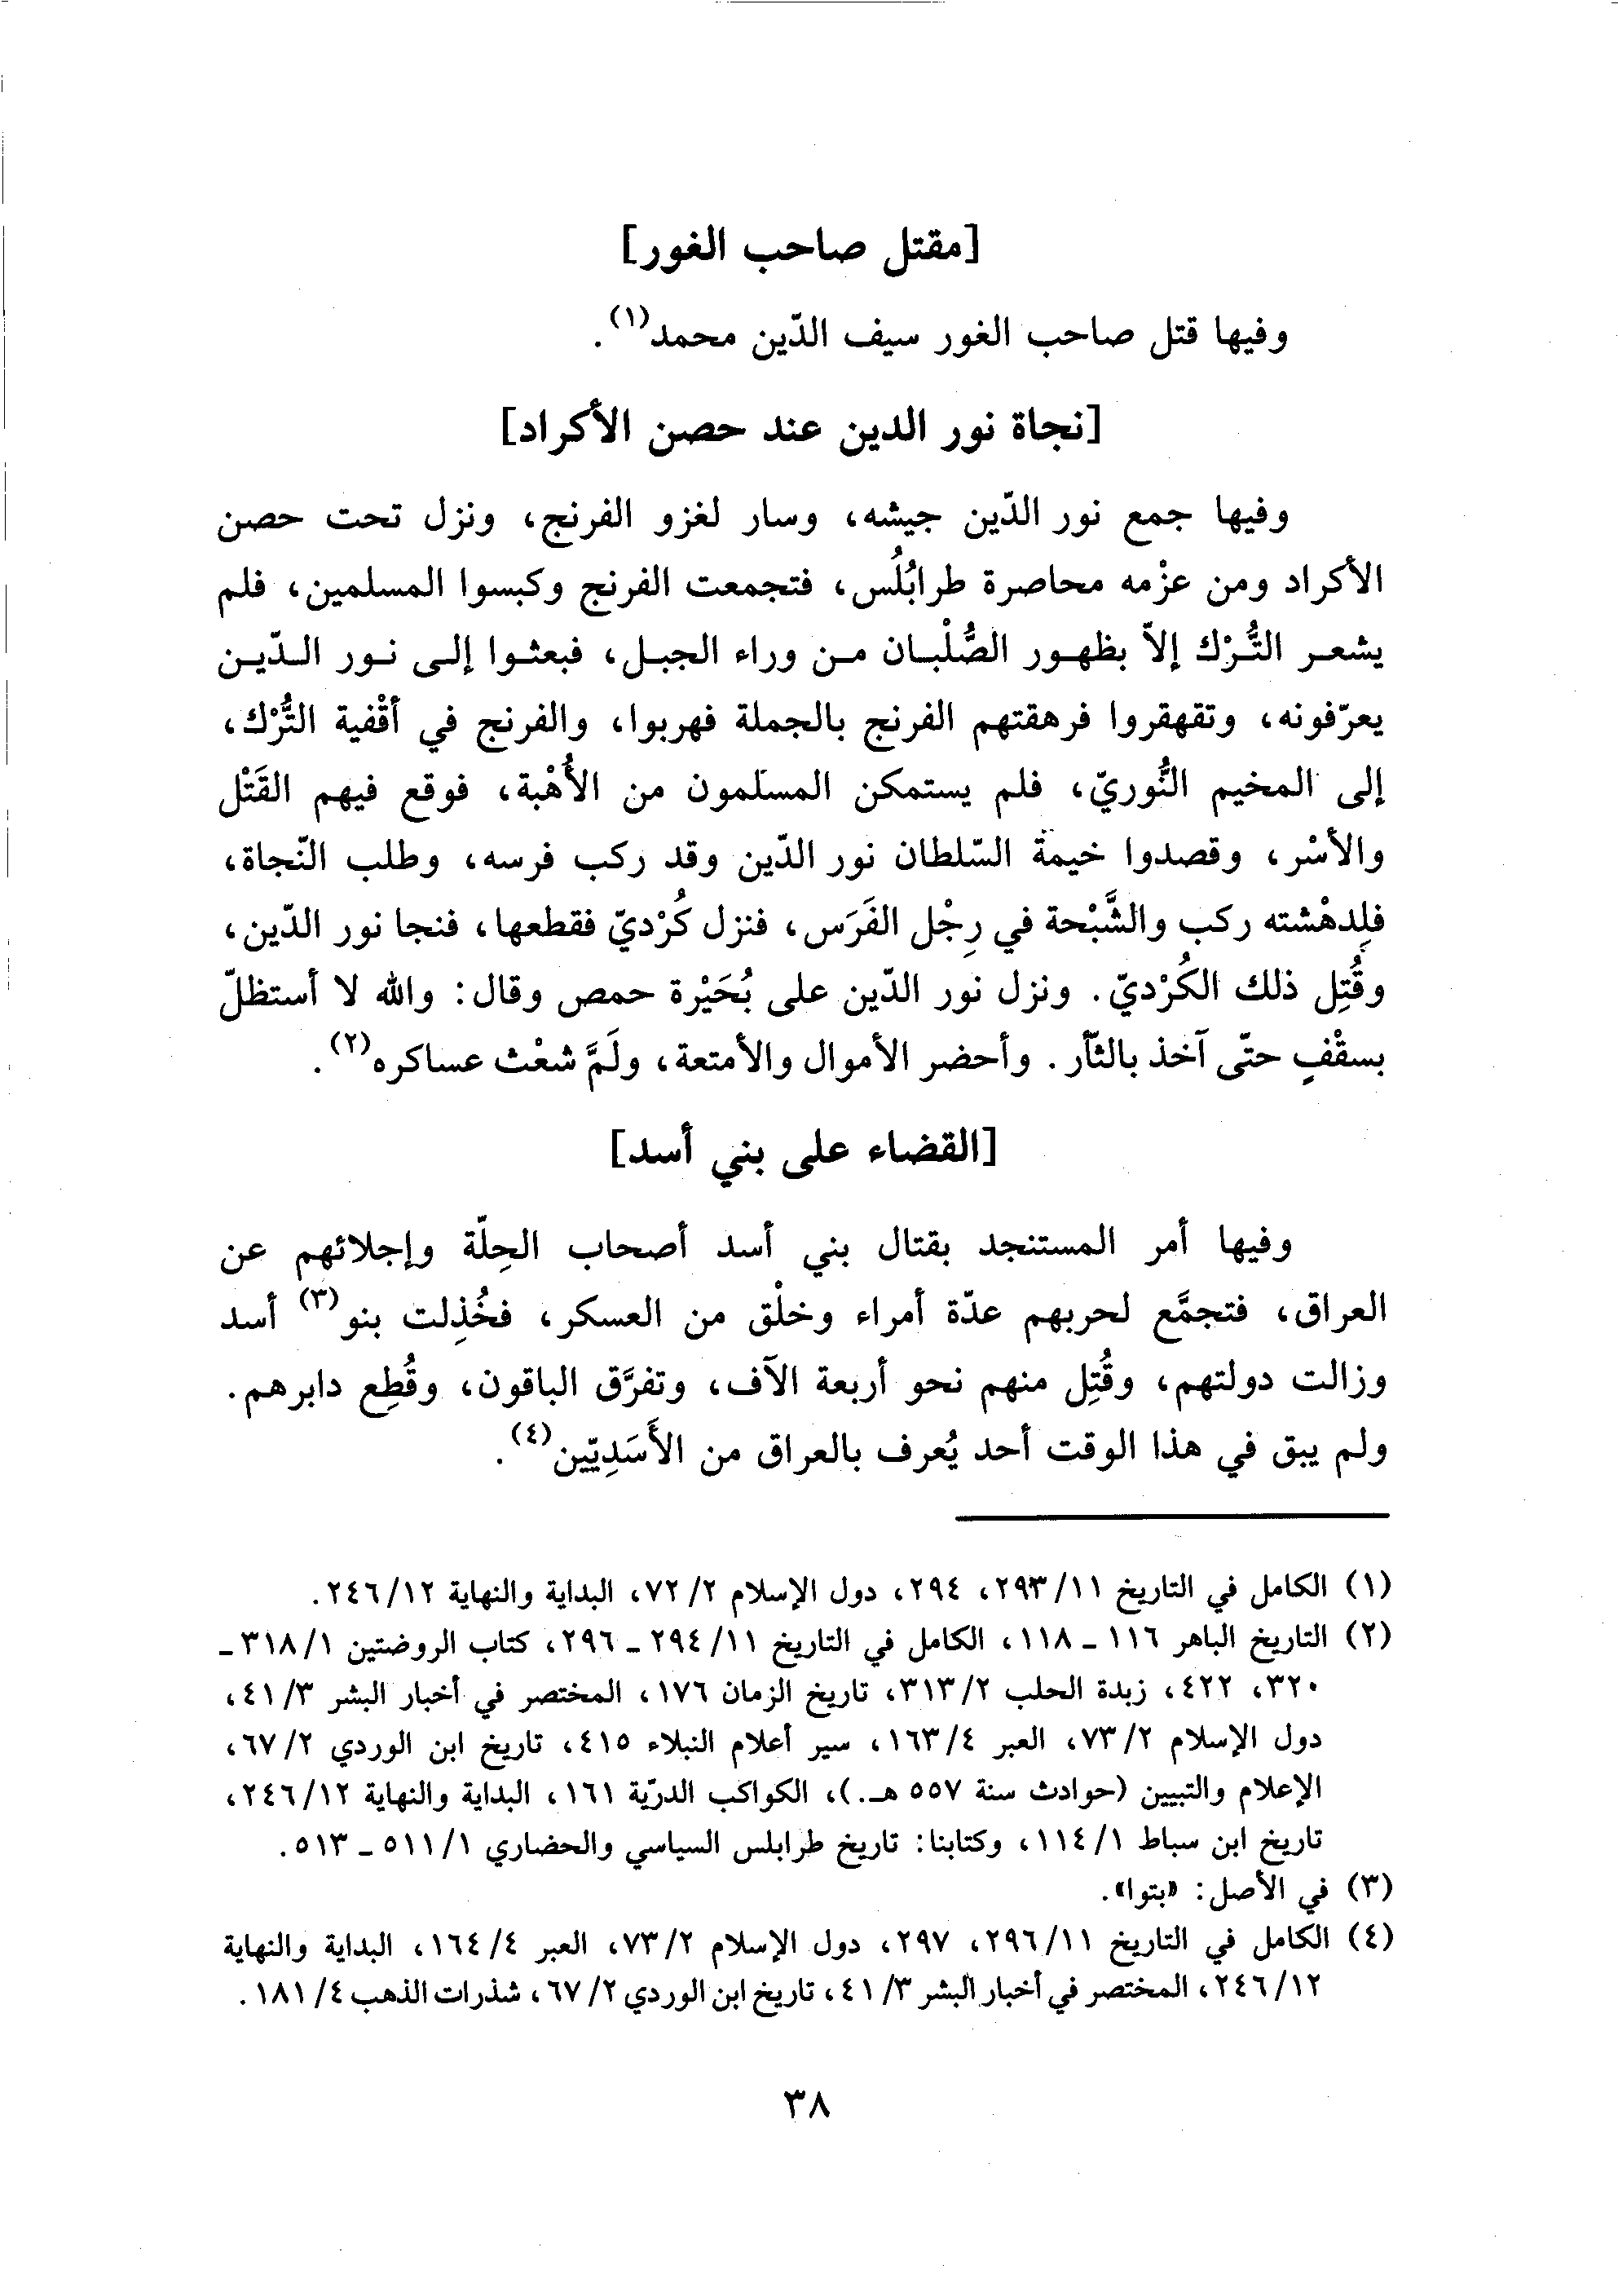 [مقتل صاحب الغور]
وفيها قتل صاحب الغور سيف الدّين محمد(١).
[نجاة نور الدين عند حصن الأكراد]
وفيها جمع نور الدّين جيشه، وسار لغزو الفرنج، ونزل تحت حصن
الأكراد ومن عزْمه محاصرة طرابُلُس، فتجمعت الفرنج وكبسوا المسلمين، فلم
يشعر التُّرْك إلاّ بظهور الصُّلْبان من وراء الجبل، فبعثوا إلى نور الدّين
يعرّفونه، وتقهقروا فرهقتهم الفرنج بالجملة فهربوا، والفرنج في أقْفية التُّرْك،
إلى المخيم النُّوريّ، فلم يستمكن المسلمون من الأُهْبة، فوقع فيهم القَتْل
والأسْر، وقصدوا خيمة السّلطان نور الدّين وقد ركب فرسه، وطلب النّجاة،
فلِدهْشته ركب والشَّبْحة في رِجْل الفَرَس، فنزل كُرْديّ فقطعها، فنجا نور الدّين،
وقُتِل ذلك الكُرْديّ. ونزل نور الدّين على بُحَيْرة حمص وقال: والله لا أستظلّ
بسقْفٍ حتّى آخذ بالثّأر. وأحضر الأموال والأمتعة، ولَمَّ شعْث عساكره(٢).
[القضاء على بني أسد]
وفيها أمر المستنجد بقتال بني أسد أصحاب الحِلّة وإجلائهم عن
العراق، فتجمَّع لحربهم عدّة أمراء وخلْق من العسكر، فخُذِلت بنو(٣) أسد
وزالت دولتهم، وقُتِل منهم نحو أربعة الآف، وتفرَّق الباقون، وقُطِع دابرهم.
ولم يبق في هذا الوقت أحد يُعرف بالعراق من الأَسَدِيّين(٤).
(١) الكامل في التاريخ ١١/ ٢٩٣، ٢٩٤، دول الإسلام ٢/ ٧٢، البداية والنهاية ١٢/ ٢٤٦.
(٢) التاريخ الباهر ١١٦ ـ ١١٨، الكامل في التاريخ ١١/ ٢٩٤ ـ ٢٩٦، كتاب الروضتين ١/ ٣١٨ ـ
٣٢٠، ٤٢٢، زبدة الحلب ٢/ ٣١٣، تاريخ الزمان ١٧٦، المختصر في أخبار البشر ٣/ ٤١،
دول الإسلام ٢/ ٧٣، العبر ٤/ ١٦٣، سير أعلام النبلاء ٤١٥، تاريخ ابن الوردي ٢/ ٦٧،
الإعلام والتبيين (حوادث سنة ٥٥٧ هـ.)، الكواكب الدرّية ١٦١، البداية والنهاية ١٢/ ٢٤٦،
تاريخ ابن سباط ١/ ١١٤، وكتابنا: تاريخ طرابلس السياسي والحضاري ١/ ٥١١ ـ ٥١٣.
(٣) في الأصل: «بتوا».
(٤) الكامل في التاريخ ١١/ ٢٩٦، ٢٩٧، دول الإسلام ٢/ ٧٣، العبر ٤/ ١٦٤، البداية والنهاية
١٢/ ٢٤٦، المختصر في أخبار البشر ٣/ ٤١، تاريخ ابن الوردي ٢/ ٦٧، شذرات الذهب ٤/ ١٨١.
٣٨